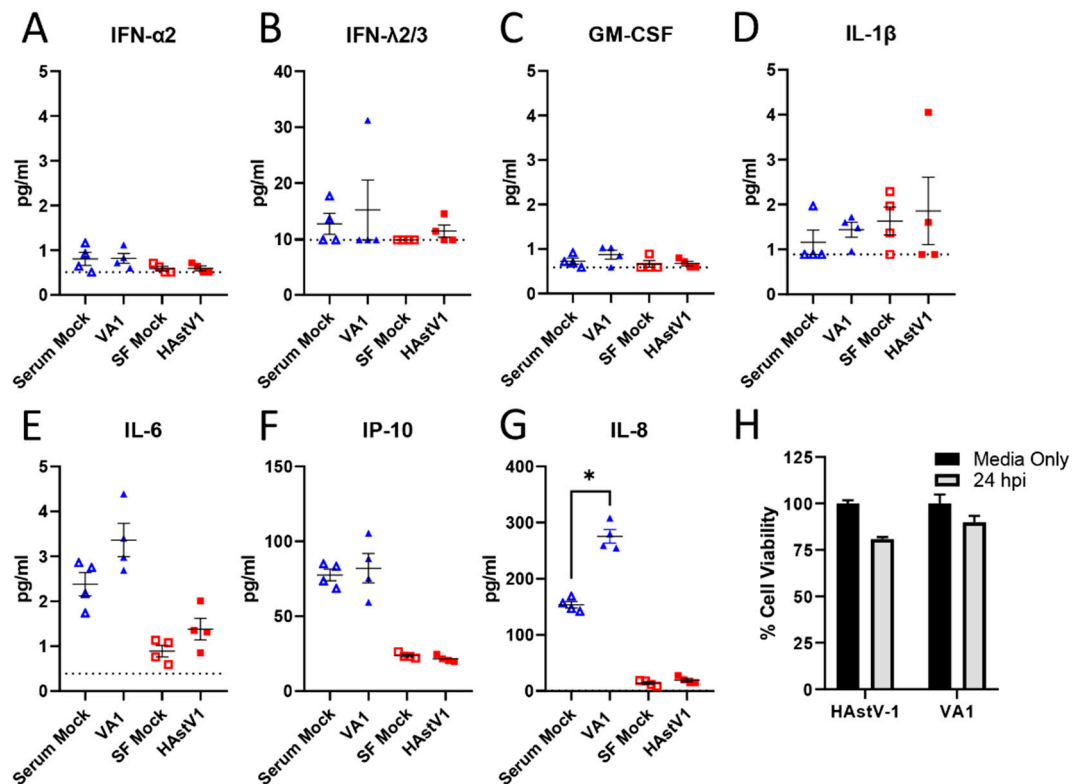 A
IFN-α2
pg/ml
5
4
3
2
1
0
Serum Mock
VA1
SF Mock
HAstV1
B
IFN-λ2/3
pg/ml
40
30
20
10
0
Serum Mock
VA1
SF Mock
HAstV1
C
GM-CSF
pg/ml
5
4
3
2
1
0
Serum Mock
VA1
SF Mock
HAstV1
D
IL-1β
pg/ml
5
4
3
2
1
0
Serum Mock
VA1
SF Mock
HAstV1
E
IL-6
pg/ml
5
4
3
2
1
0
Serum Mock
VA1
SF Mock
HAstV1
F
IP-10
pg/ml
150
100
50
0
Serum Mock
VA1
SF Mock
HAstV1
G
IL-8
pg/ml
400
300
200
100
0
*
Serum Mock
VA1
SF Mock
HAstV1
H
% Cell Viability
125
100
75
50
25
0
Media Only
24 hpi
HAstV-1
VA1